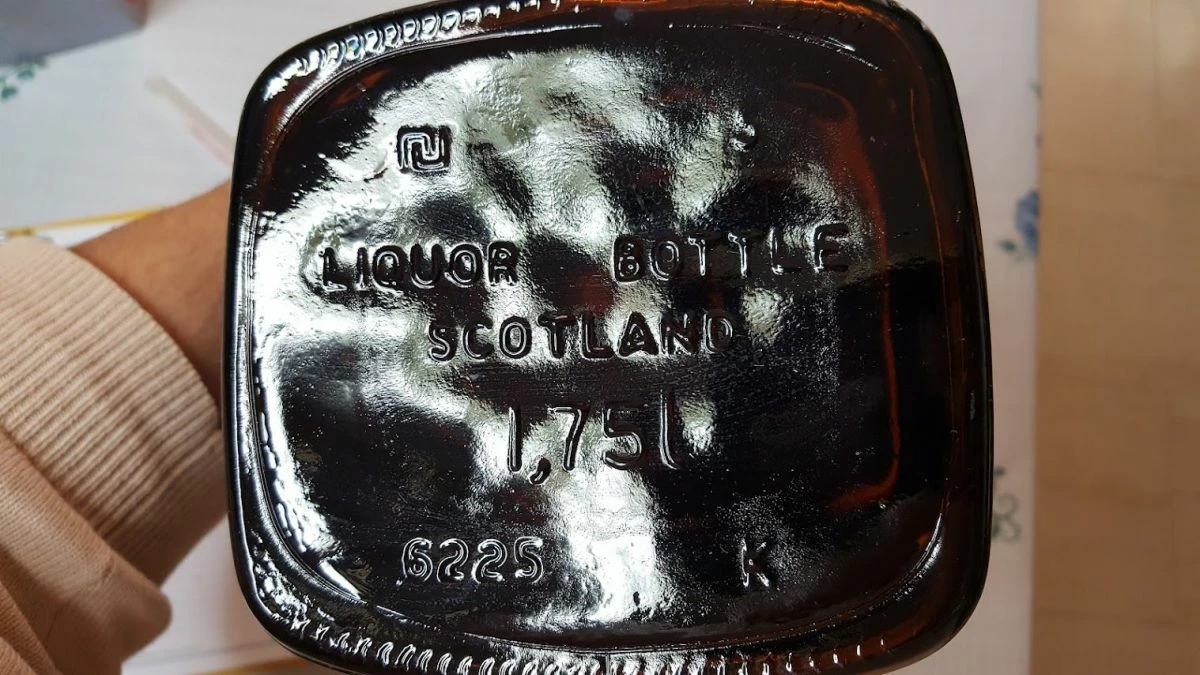 LIQUOR BOTTLE
SCOTLAND
1,75l
6225 K